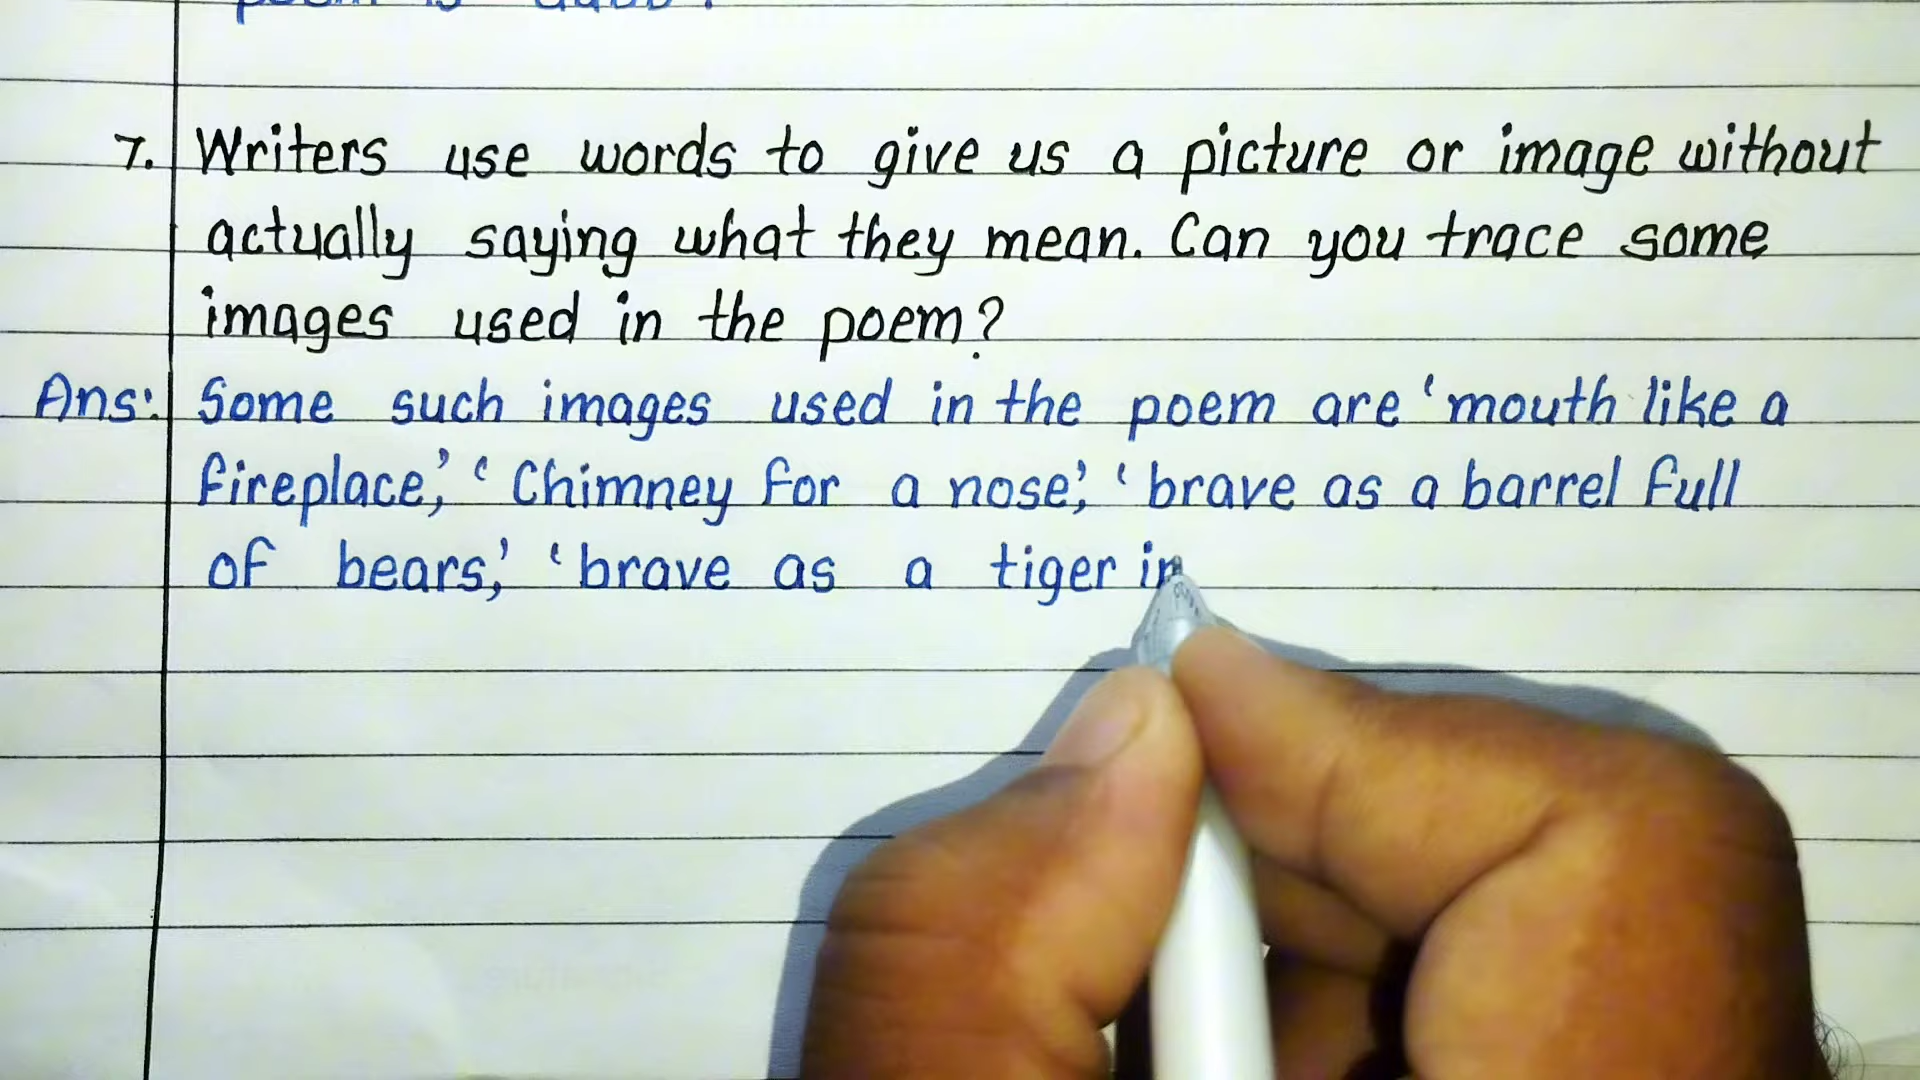 7. Writers use words to give us a picture or image without
actually saying what they mean. Can you trace some
images used in the poem?
Ans: Some such images used in the poem are 'mouth like a
fireplace,' 'Chimney for a nose,' 'brave as a barrel full
of bears,' 'brave as a tiger in